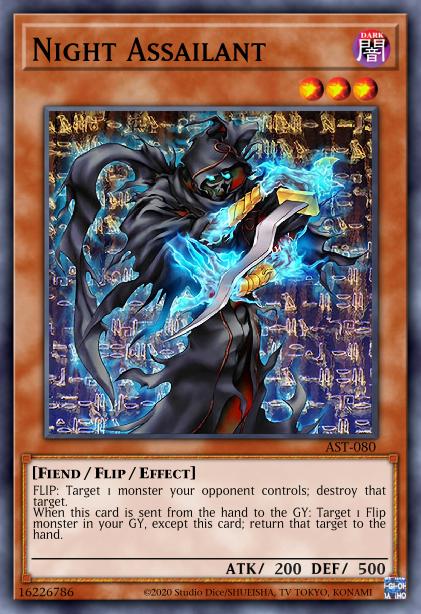 NIGHT ASSAILANT
DARK
闇
AST-080
[FIEND / FLIP / EFFECT]
FLIP: Target 1 monster your opponent controls; destroy that
target.
When this card is sent from the hand to the GY: Target 1 Flip
monster in your GY, except this card; return that target to the
hand.
ATK/ 200 DEF/ 500
16226786
©2020 Studio Dice/SHUEISHA, TV TOKYO, KONAMI